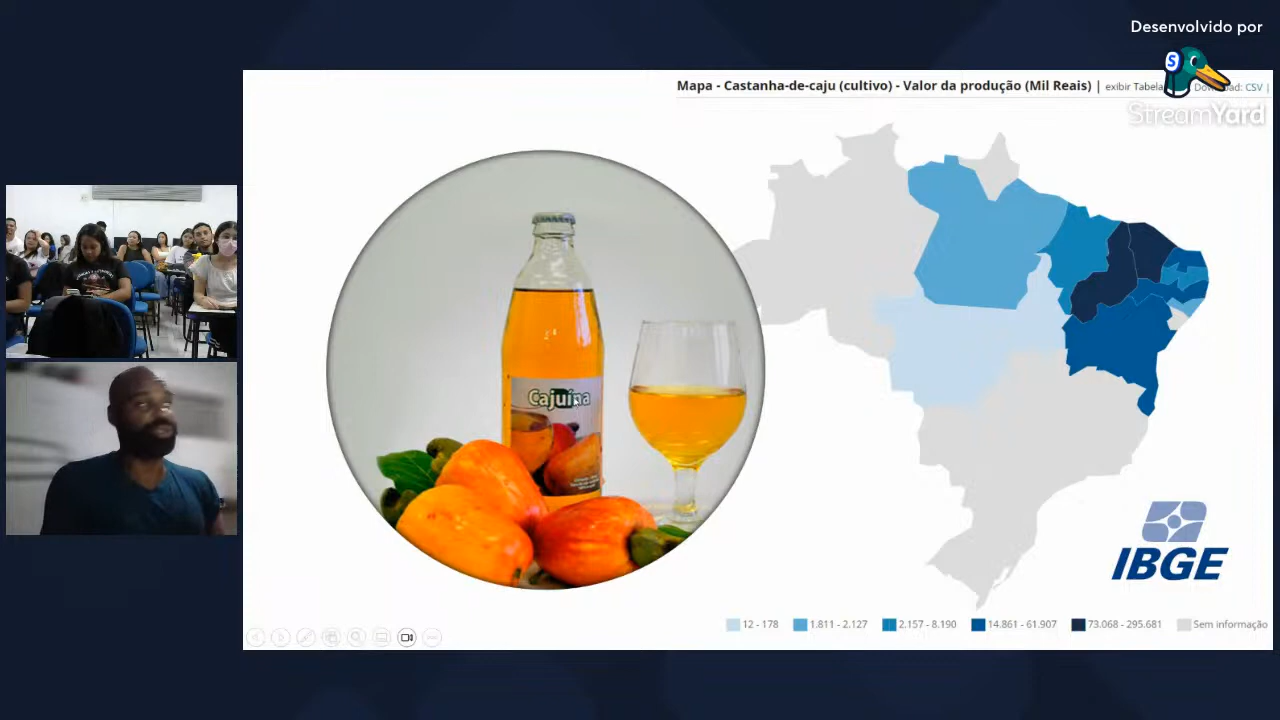 Desenvolvido por
StreamYard
Mapa - Castanha-de-caju (cultivo) - Valor da produção (Mil Reais) | exibir Tabela CSV |
Cajuína
IBGE
12 - 178 1.811 - 2.127 2.157 - 8.190 14.861 - 61.907 73.068 - 295.681 Sem informação